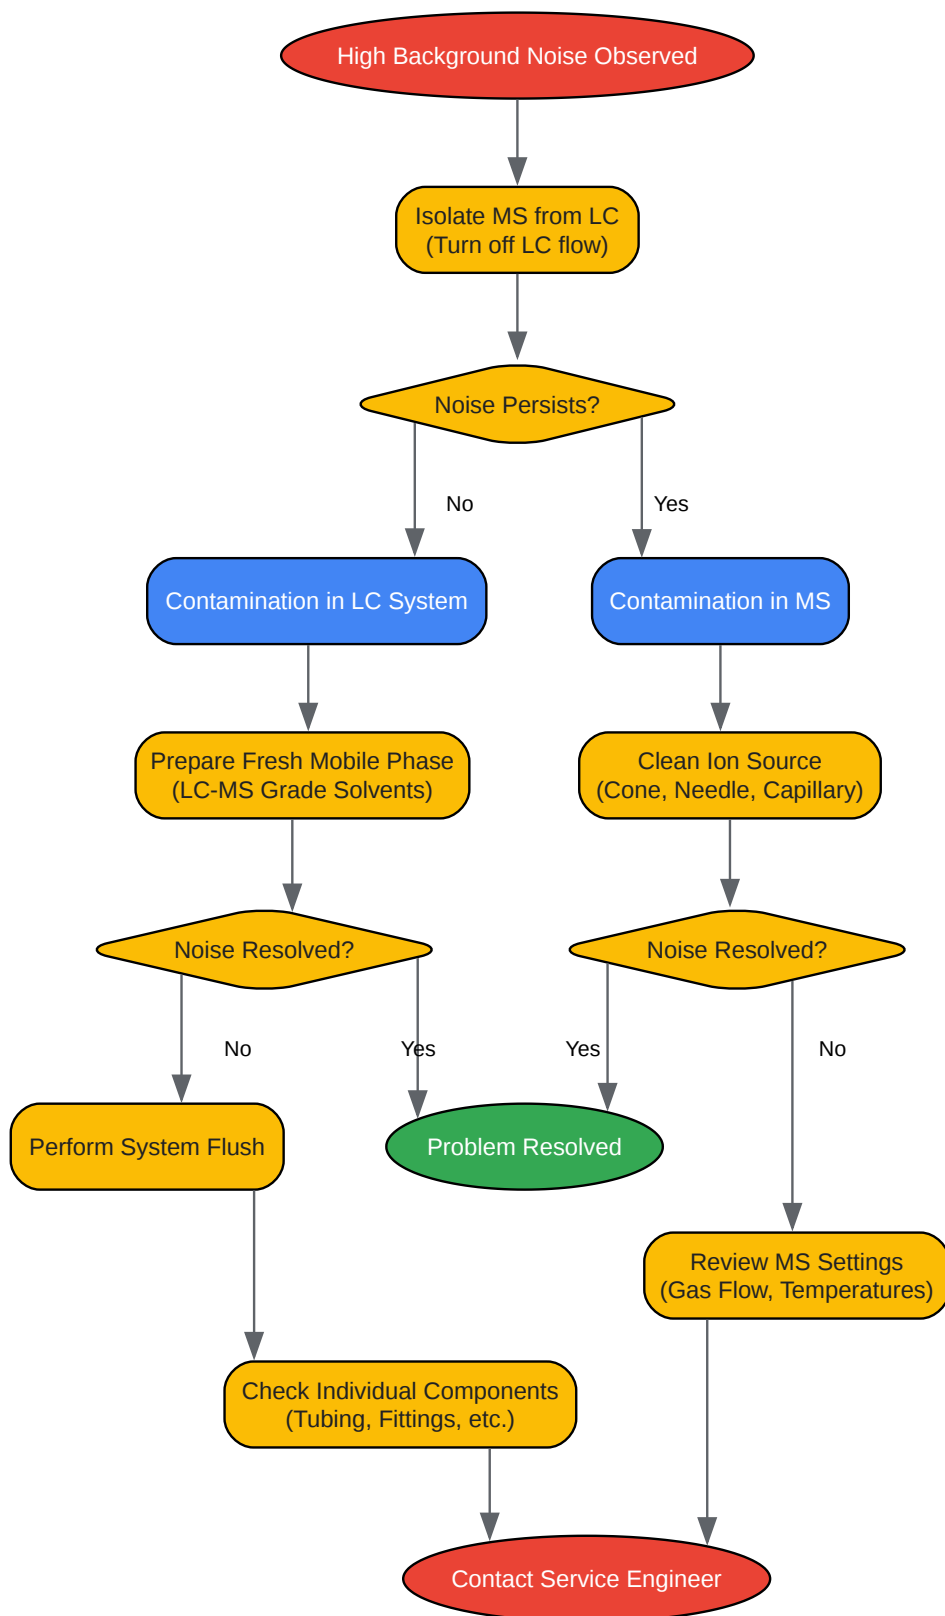 High Background Noise Observed
Isolate MS from LC
(Turn off LC flow)
Noise Persists?
No
Yes
Contamination in LC System
Contamination in MS
Prepare Fresh Mobile Phase
(LC-MS Grade Solvents)
Clean Ion Source
(Cone, Needle, Capillary)
Noise Resolved?
Noise Resolved?
No
Yes
Yes
No
Perform System Flush
Problem Resolved
Review MS Settings
(Gas Flow, Temperatures)
Check Individual Components
(Tubing, Fittings, etc.)
Contact Service Engineer